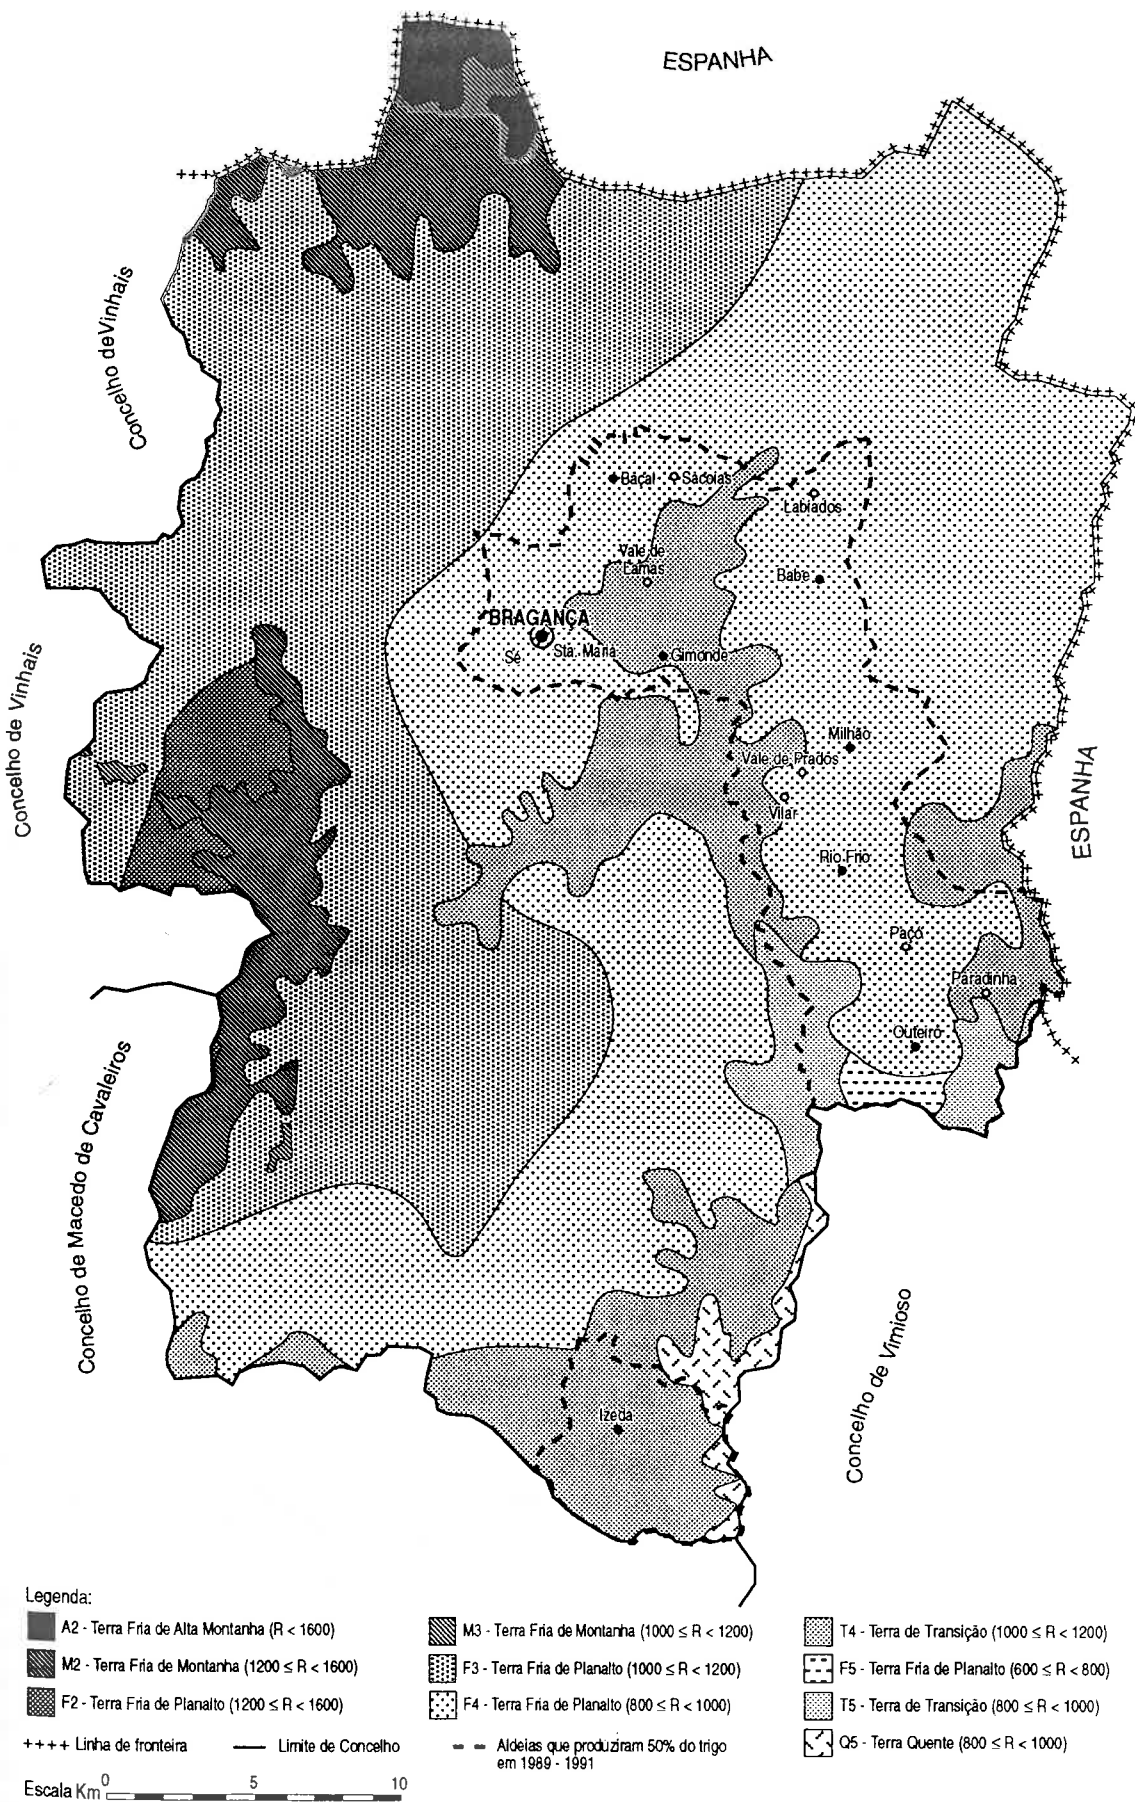 ESPANHA
Concelho deVinhais
Baçal
Sacoias
Labiados
Vale de
Lamas
Babe
BRAGANÇA
Sé
Sta. Maria
Gimonde
Concelho de Vinhais
Milhão
Vale de Prados
ESPANHA
Vilar
Rio Frio
Paçó
Paradinha
Outeiro
Concelho de Macedo de Cavaleiros
Concelho de Vimioso
Izeda
Legenda:
A2 - Terra Fria de Alta Montanha (R < 1600)
M2 - Terra Fria de Montanha (1200 ≤ R < 1600)
F2 - Terra Fria de Planalto (1200 ≤ R < 1600)
M3 - Terra Fria de Montanha (1000 ≤ R < 1200)
F3 - Terra Fria de Planalto (1000 ≤ R < 1200)
F4 - Terra Fria de Planalto (800 ≤ R < 1000)
T4 - Terra de Transição (1000 ≤ R < 1200)
F5 - Terra Fria de Planalto (600 ≤ R < 800)
T5 - Terra de Transição (800 ≤ R < 1000)
Q5 - Terra Quente (800 ≤ R < 1000)
++++ Linha de fronteira
Limite de Concelho
Aldeias que produziram 50% do trigo
em 1989 - 1991
Escala Km 0 5 10